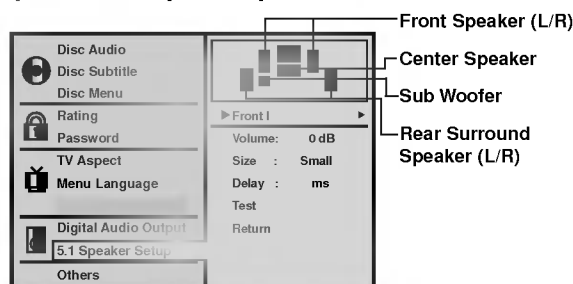 Disc Audio
Disc Subtitle
Disc Menu
Rating
Password
TV Aspect
Menu Language
Digital Audio Output
5.1 Speaker Setup
Others
Front l
Volume: 0 dB
Size : Small
Delay : ms
Test
Return
Front Speaker (L/R)
Center Speaker
Sub Woofer
Rear Surround
Speaker (L/R)